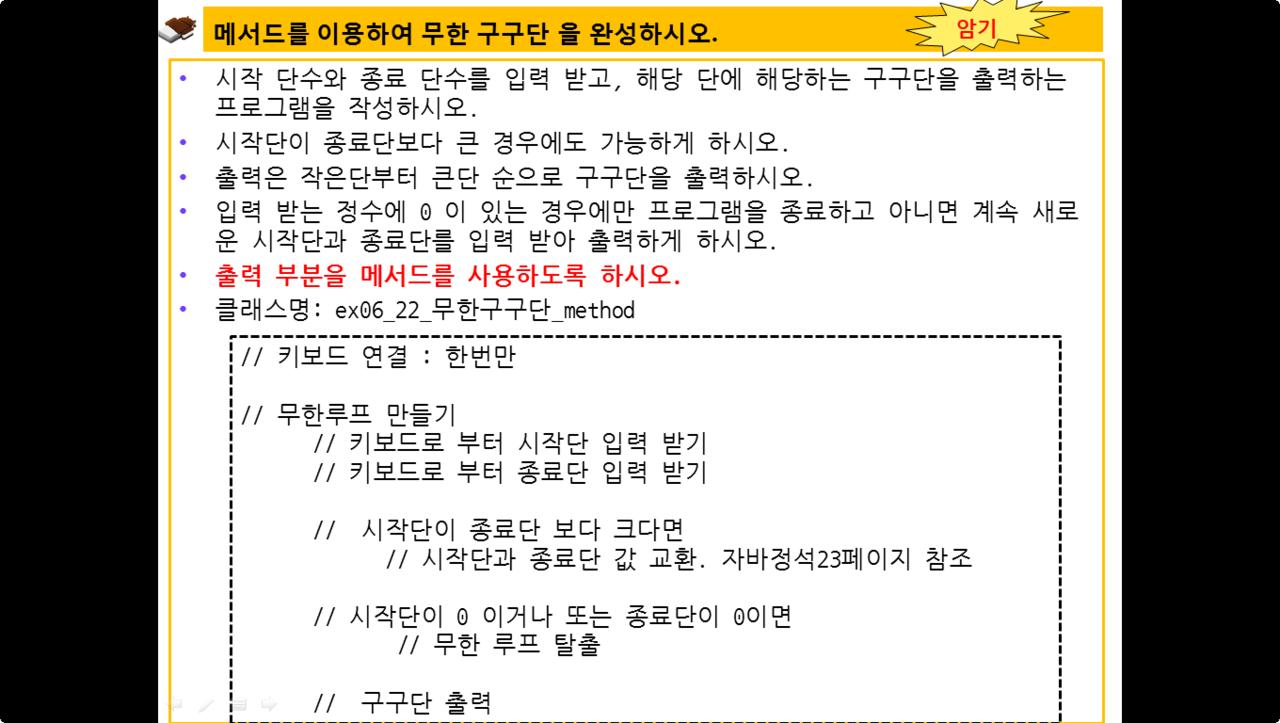 메서드를 이용하여 무한 구구단 을 완성하시오.
암기
• 시작 단수와 종료 단수를 입력 받고, 해당 단에 해당하는 구구단을 출력하는
프로그램을 작성하시오.
• 시작단이 종료단보다 큰 경우에도 가능하게 하시오.
• 출력은 작은단부터 큰단 순으로 구구단을 출력하시오.
• 입력 받는 정수에 0 이 있는 경우에만 프로그램을 종료하고 아니면 계속 새로
운 시작단과 종료단를 입력 받아 출력하게 하시오.
• 출력 부분을 메서드를 사용하도록 하시오.
• 클래스명: ex06_22_무한구구단_method
// 키보드 연결 : 한번만
// 무한루프 만들기
// 키보드로 부터 시작단 입력 받기
// 키보드로 부터 종료단 입력 받기
// 시작단이 종료단 보다 크다면
// 시작단과 종료단 값 교환. 자바정석23페이지 참조
// 시작단이 0 이거나 또는 종료단이 0이면
// 무한 루프 탈출
// 구구단 출력